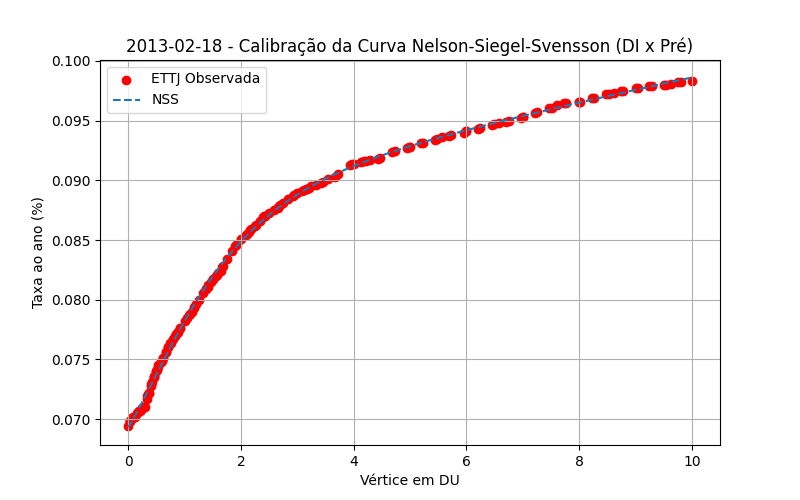 2013-02-18 - Calibração da Curva Nelson-Siegel-Svensson (DI x Pré)
ETTJ Observada
NSS
Taxa ao ano (%)
0.100
0.095
0.090
0.085
0.080
0.075
0.070
0 2 4 6 8 10
Vértice em DU